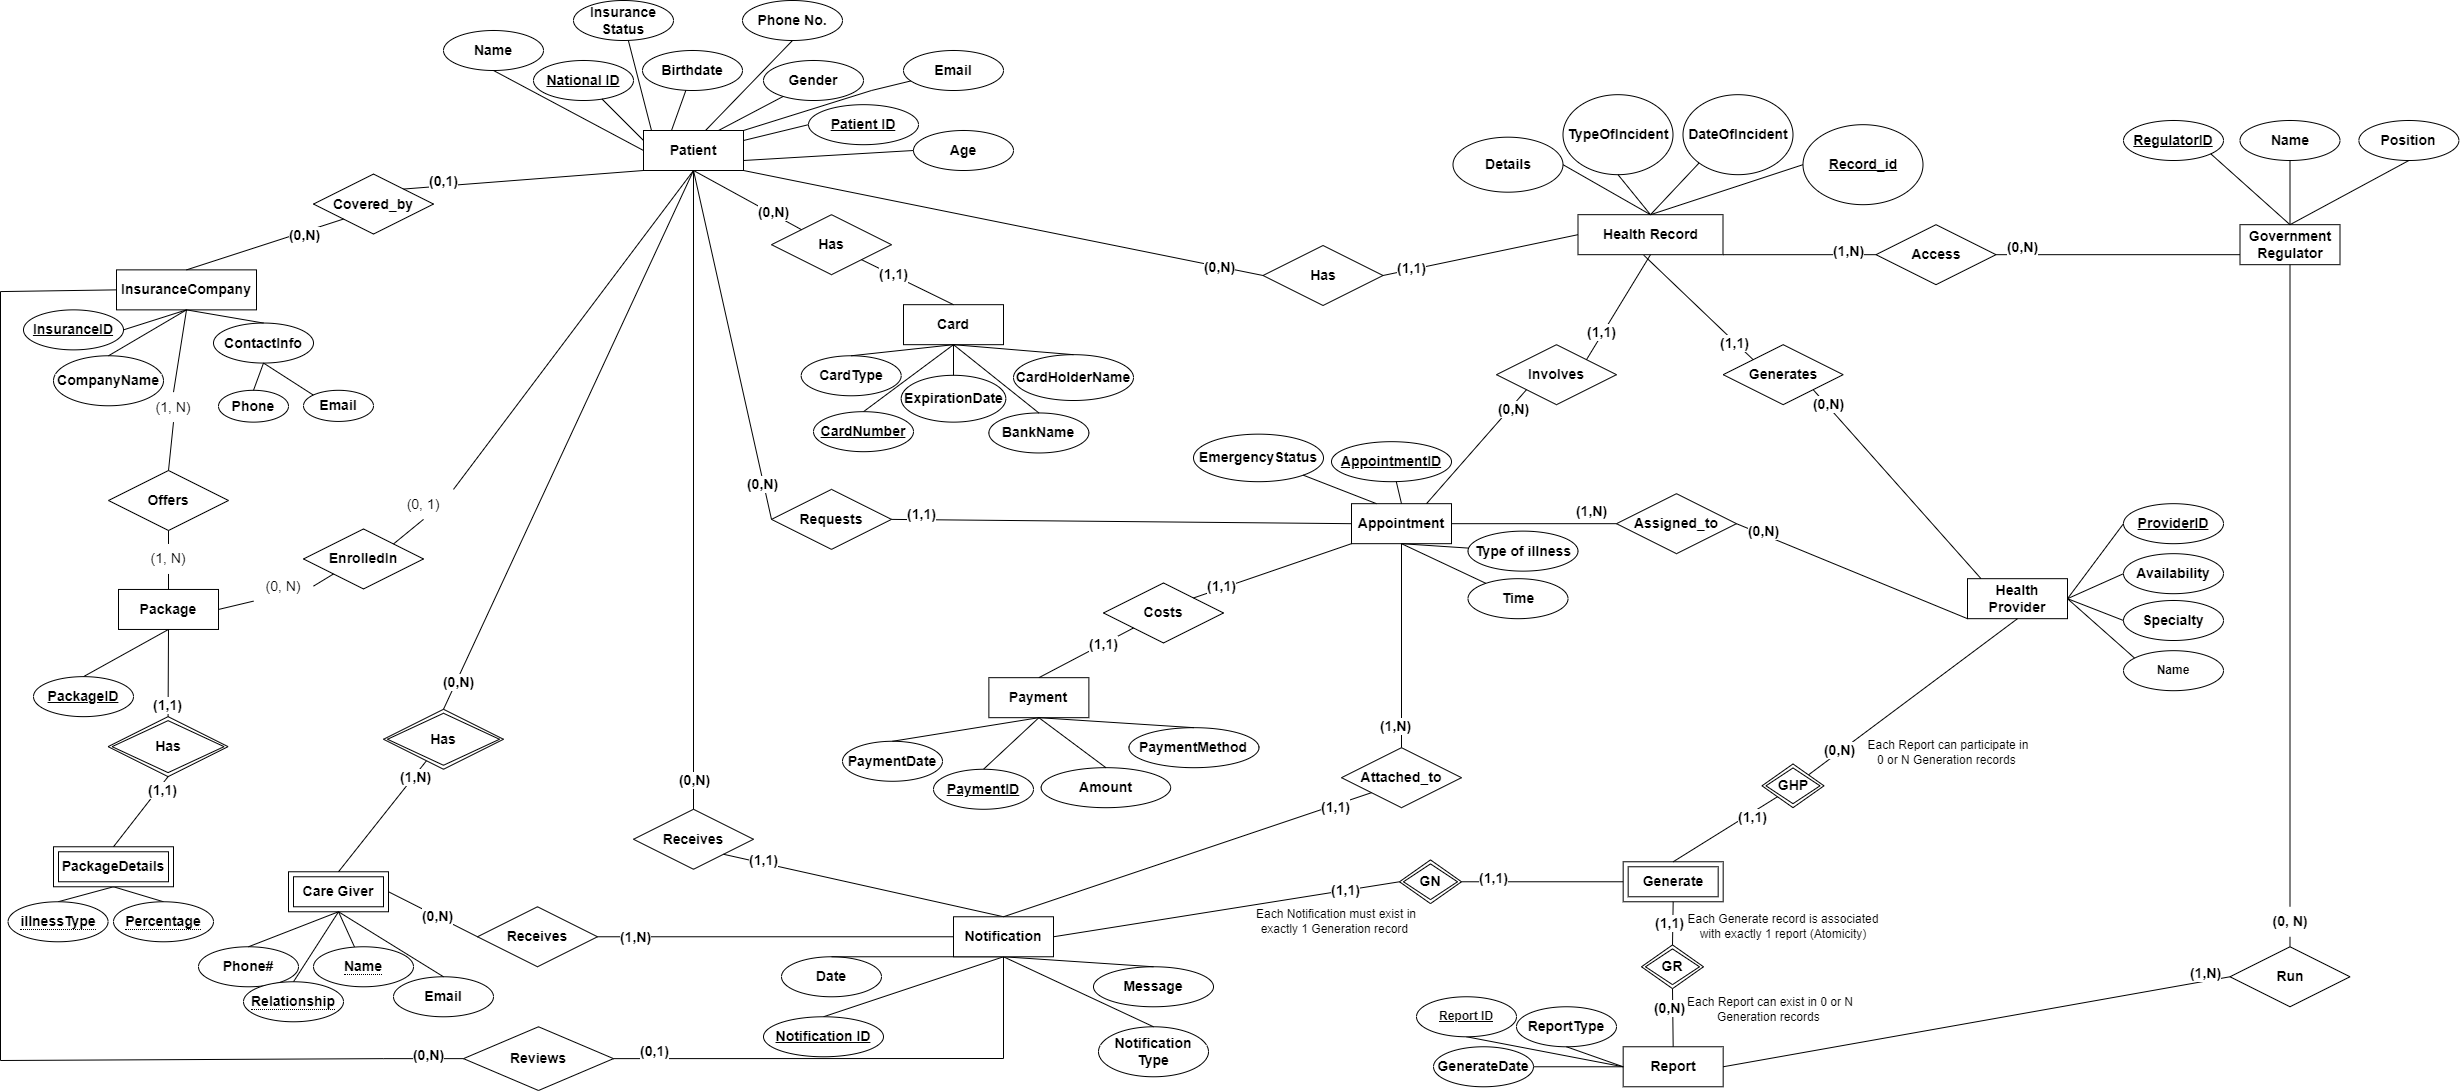 Insurance
Status
Phone No.
Name
National ID
Birthdate
Gender
Email
Patient ID
Patient
Age
Details
TypeOfIncident
DateOfIncident
Record_id
RegulatorID
Name
Position
(0,1)
Covered_by
(0,N)
(0,N)
Has
(1,1)
(0,N)
Has
(1,1)
Health Record
(1,N)
Access
(0,N)
Government
Regulator
InsuranceCompany
InsuranceID
ContactInfo
CompanyName
Phone
Email
(1, N)
Card
CardType
CardHolderName
ExpirationDate
CardNumber
BankName
(1,1)
Involves
(0,N)
(1,1)
Generates
(0,N)
EmergencyStatus
AppointmentID
Offers
(1, N)
(0, 1)
EnrolledIn
(0, N)
(0,N)
Requests
(1,1)
Appointment
(1,N)
Assigned_to
(0,N)
Type of illness
Time
ProviderID
Availability
Specialty
Name
Health
Provider
Package
PackageID
(1,1)
Has
(1,1)
(0,N)
Has
(1,N)
(1,1)
Costs
(1,1)
Payment
PaymentDate
PaymentID
Amount
PaymentMethod
(1,N)
Attached_to
(1,1)
(0,N)
Each Report can participate in
0 or N Generation records
GHP
(1,1)
(0,N)
Receives
(1,1)
PackageDetails
illnessType
Percentage
Care Giver
(0,N)
Receives
(1,N)
Notification
(1,1)
GN
(1,1)
Generate
Each Notification must exist in
exactly 1 Generation record
(1,1)
Each Generate record is associated
with exactly 1 report (Atomicity)
(0, N)
Phone#
Name
Relationship
Email
Date
Message
Notification ID
Notification
Type
GR
(0,N)
Each Report can exist in 0 or N
Generation records
(1,N)
Run
Report ID
ReportType
GenerateDate
Report
(0,N)
Reviews
(0,1)